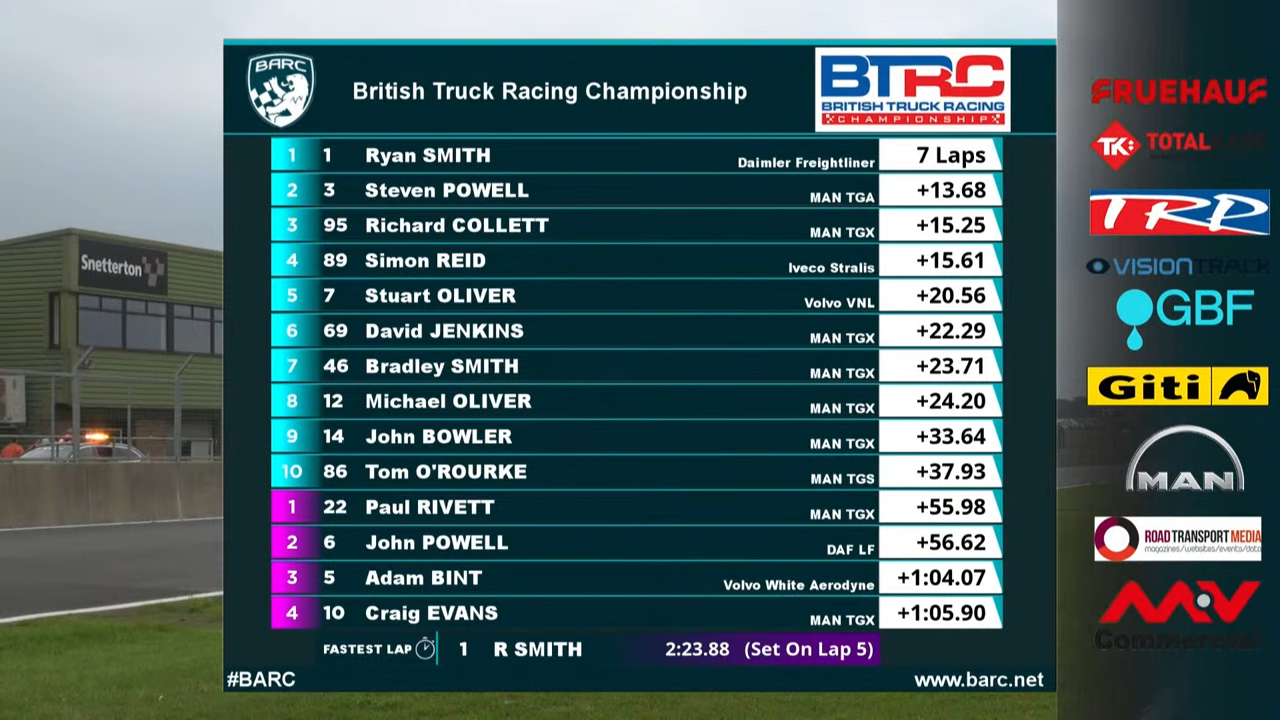 BARC
British Truck Racing Championship
BTRC
BRITISH TRUCK RACING
CHAMPIONSHIP
1 1 Ryan SMITH Daimler Freightliner 7 Laps
2 3 Steven POWELL MAN TGA +13.68
3 95 Richard COLLETT MAN TGX +15.25
4 89 Simon REID Iveco Stralis +15.61
5 7 Stuart OLIVER Volvo VNL +20.56
6 69 David JENKINS MAN TGX +22.29
7 46 Bradley SMITH MAN TGX +23.71
8 12 Michael OLIVER MAN TGX +24.20
9 14 John BOWLER MAN TGX +33.64
10 86 Tom O'ROURKE MAN TGS +37.93
1 22 Paul RIVETT MAN TGX +55.98
2 6 John POWELL DAF LF +56.62
3 5 Adam BINT Volvo White Aerodyne +1:04.07
4 10 Craig EVANS MAN TGX +1:05.90
FASTEST LAP 1 R SMITH 2:23.88 (Set On Lap 5)
#BARC www.barc.net
Snetterton
FRUEHAUF
TK: TOTAL
TRP
VISIONTRACK
GBF
Giti
MAN
ROAD TRANSPORT MEDIA
magazines/websites/events/data
MV
Commercial